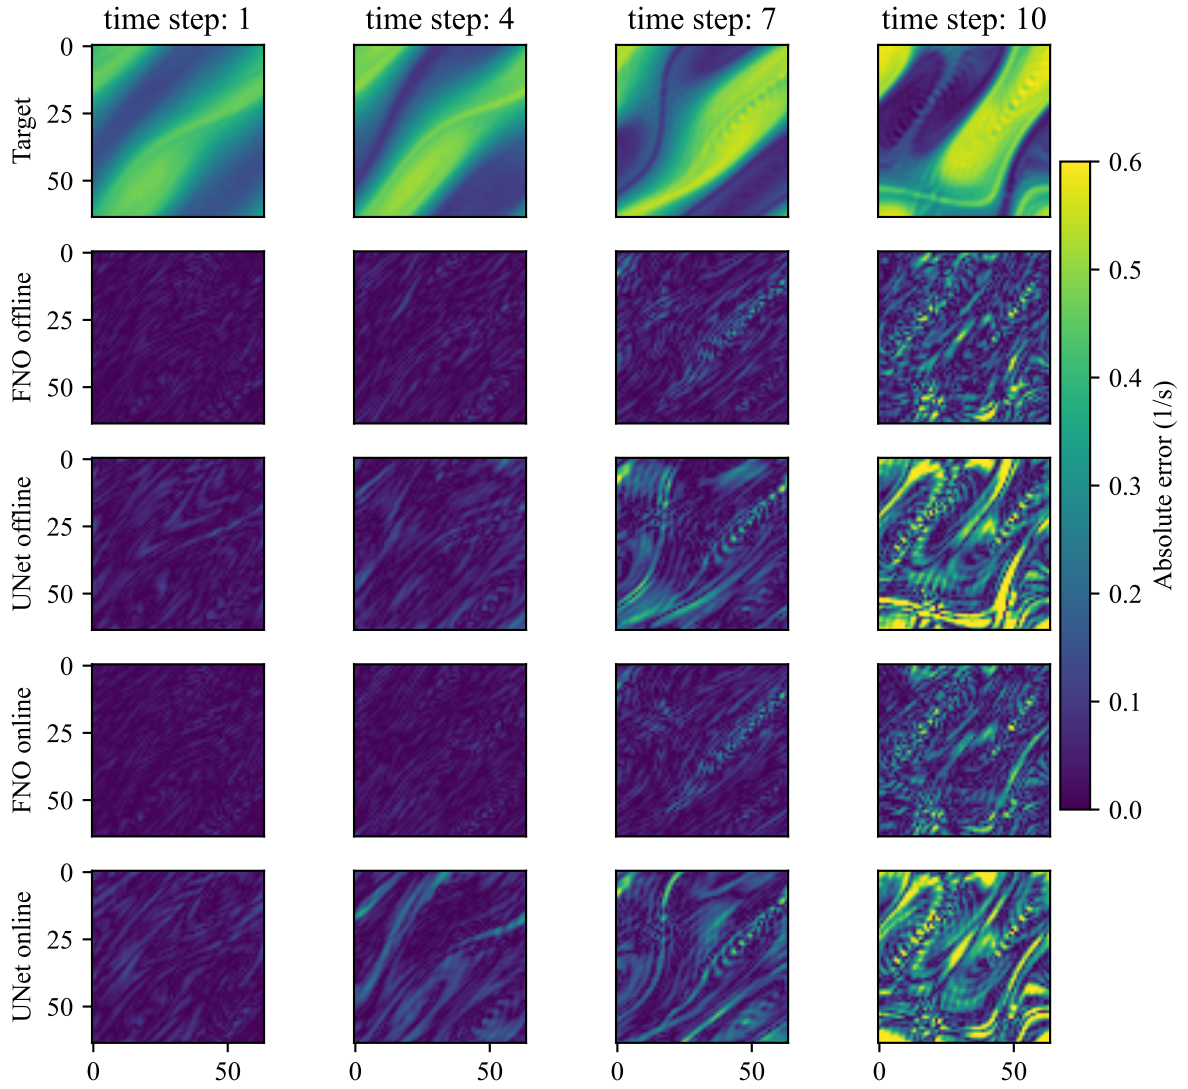 time step: 1 time step: 4 time step: 7 time step: 10
Target
0
25
50
FNO offline
0
25
50
UNet offline
0
25
50
FNO online
0
25
50
UNet online
0
25
50
0 50 0 50 0 50 0 50
0.6
0.5
0.4
0.3
0.2
0.1
0.0
Absolute error (1/s)